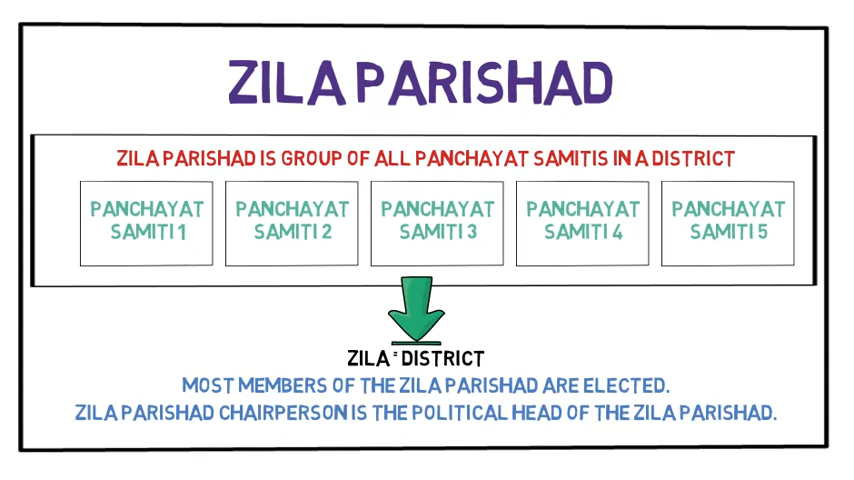 ZILA PARISHAD
ZILA PARISHAD IS GROUP OF ALL PANCHAYAT SAMITIS IN A DISTRICT
PANCHAYAT
SAMITI 1
PANCHAYAT
SAMITI 2
PANCHAYAT
SAMITI 3
PANCHAYAT
SAMITI 4
PANCHAYAT
SAMITI 5
ZILA = DISTRICT
MOST MEMBERS OF THE ZILA PARISHAD ARE ELECTED.
ZILA PARISHAD CHAIRPERSON IS THE POLITICAL HEAD OF THE ZILA PARISHAD.